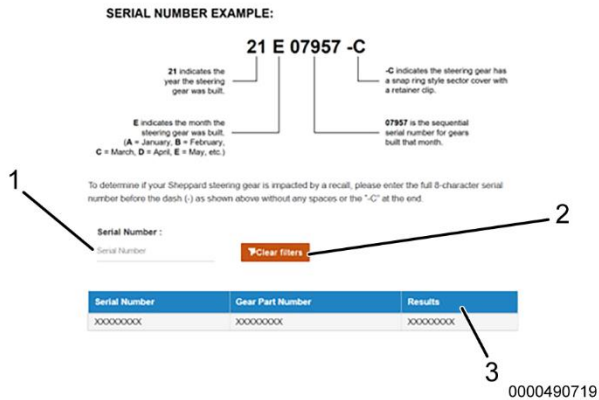 SERIAL NUMBER EXAMPLE:
21 E 07957 -C
21 indicates the
year the steering
gear was built.
-C indicates the steering gear has
a snap ring style sector cover with
a retainer clip.
E indicates the month the
steering gear was built.
(A = January, B = February,
C = March, D = April, E = May, etc.)
07957 is the sequential
serial number for gears
built that month.
1
To determine if your Sheppard steering gear is impacted by a recall, please enter the full 8-character serial
number before the dash (-) as shown above without any spaces or the "-C" at the end.
2
Serial Number :
Serial Number
Clear filters
Serial Number Gear Part Number Results
XXXXXXXX XXXXXXXX XXXXXXXX
3
0000490719